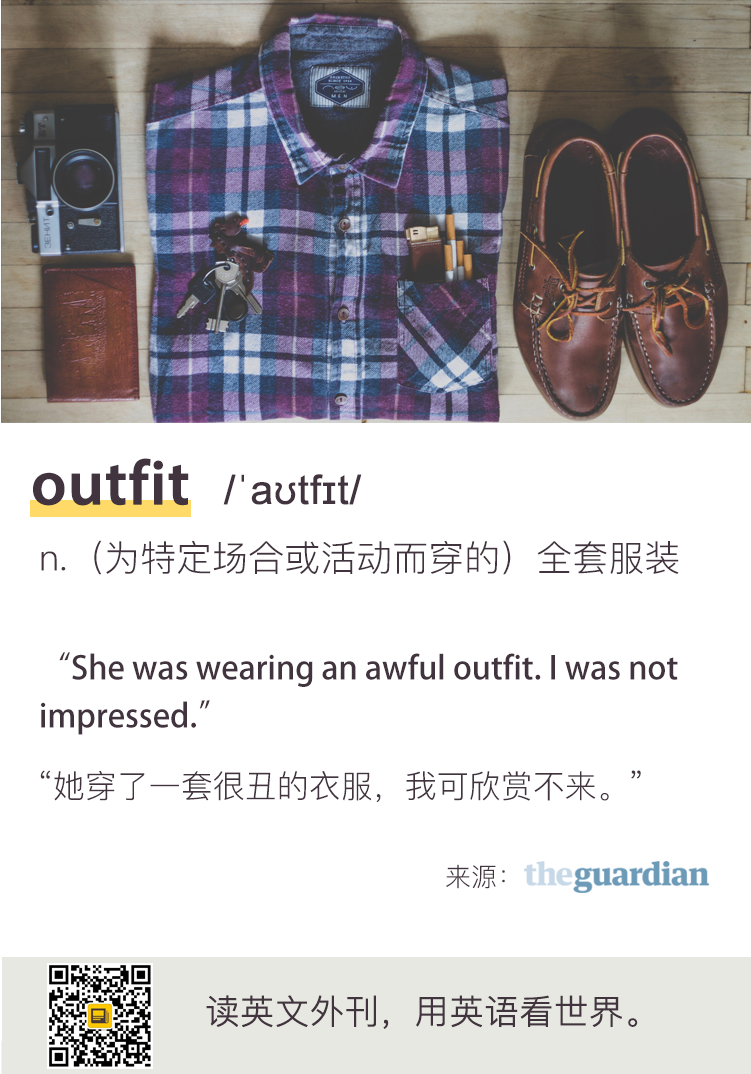 MEN
ЗЕНИТ
outfit /ˈaʊtfɪt/
n.（为特定场合或活动而穿的）全套服装
“She was wearing an awful outfit. I was not
impressed.”
“她穿了一套很丑的衣服，我可欣赏不来。”
来源：theguardian
读英文外刊，用英语看世界。